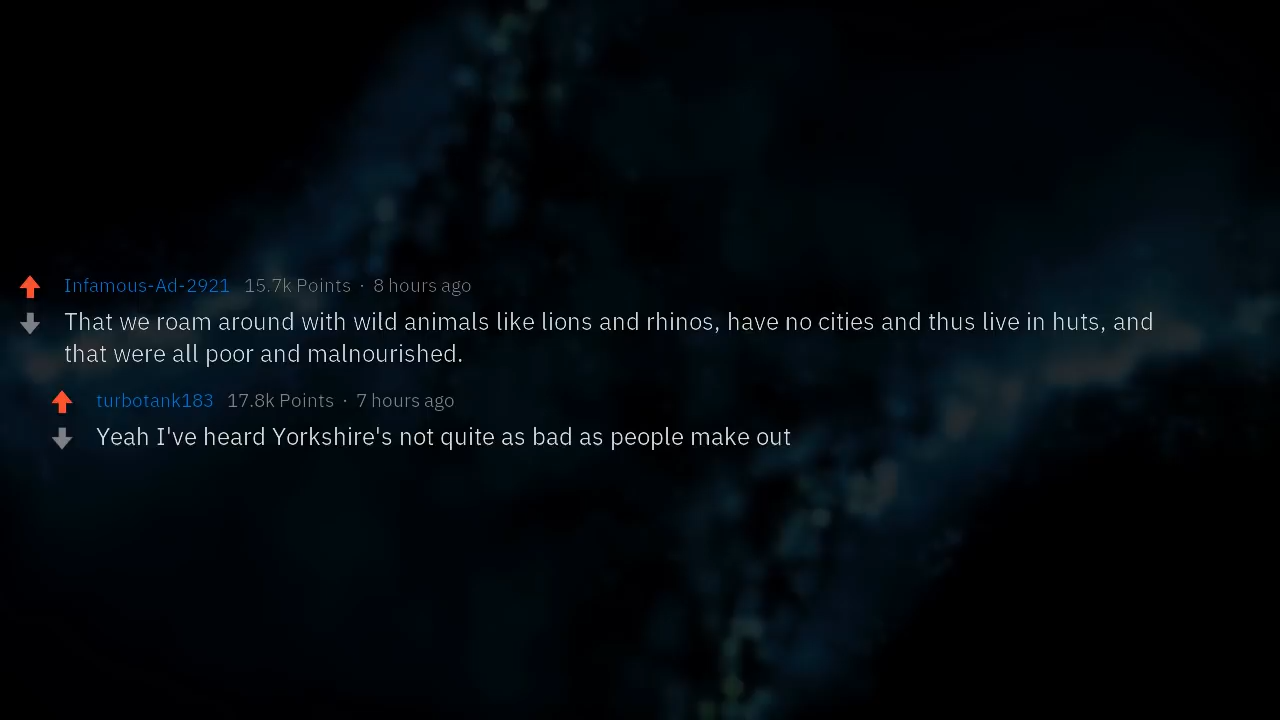 Infamous-Ad-2921 15.7k Points · 8 hours ago
That we roam around with wild animals like lions and rhinos, have no cities and thus live in huts, and
that were all poor and malnourished.
turbotank183 17.8k Points · 7 hours ago
Yeah I've heard Yorkshire's not quite as bad as people make out